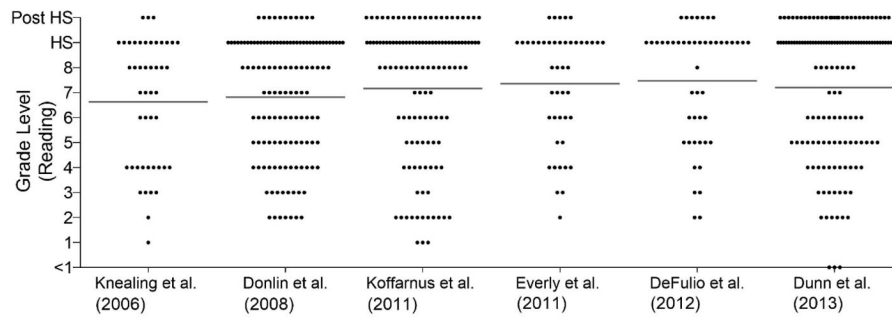 Post HS
HS
8
7
6
5
4
3
2
1
<1
Grade Level
(Reading)
Knealing et al.
(2006)
Donlin et al.
(2008)
Koffarnus et al.
(2011)
Everly et al.
(2011)
DeFulio et al.
(2012)
Dunn et al.
(2013)